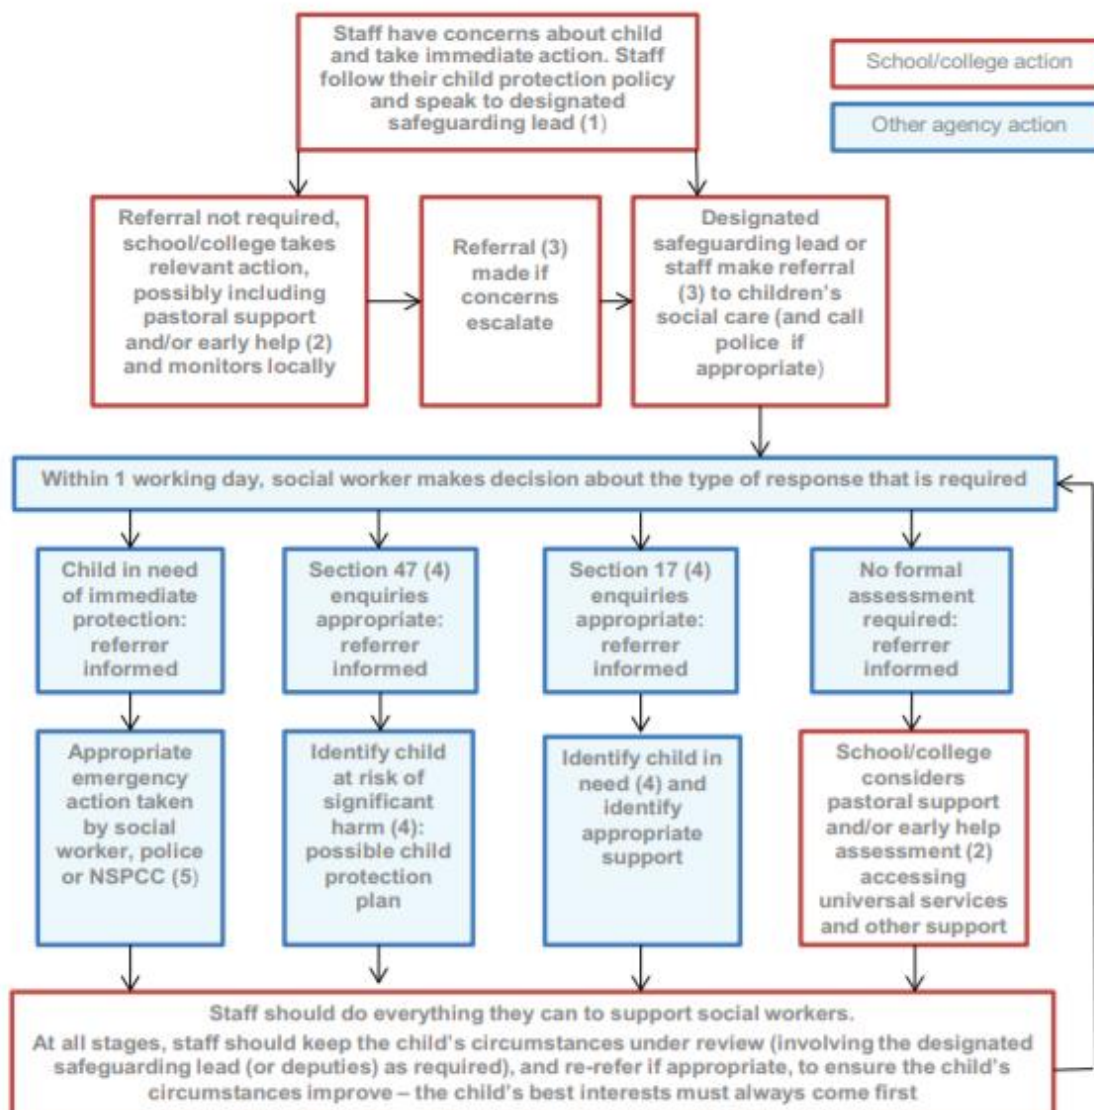 Staff have concerns about child
and take immediate action. Staff
follow their child protection policy
and speak to designated
safeguarding lead (1)
School/college action
Other agency action
Referral not required,
school/college takes
relevant action,
possibly including
pastoral support
and/or early help (2)
and monitors locally
Referral (3)
made if
concerns
escalate
Designated
safeguarding lead or
staff make referral
(3) to children's
social care (and call
police if
appropriate)
Within 1 working day, social worker makes decision about the type of response that is required
Child in need
of immediate
protection:
referrer
informed
Section 47 (4)
enquiries
appropriate:
referrer
informed
Section 17 (4)
enquiries
appropriate:
referrer
informed
No formal
assessment
required:
referrer
informed
Appropriate
emergency
action taken
by social
worker, police
or NSPCC (5)
Identify child
at risk of
significant
harm (4):
possible child
protection
plan
Identify child in
need (4) and
identify
appropriate
support
School/college
considers
pastoral support
and/or early help
assessment (2)
accessing
universal services
and other support
Staff should do everything they can to support social workers.
At all stages, staff should keep the child's circumstances under review (involving the designated
safeguarding lead (or deputies) as required), and re-refer if appropriate, to ensure the child's
circumstances improve – the child's best interests must always come first